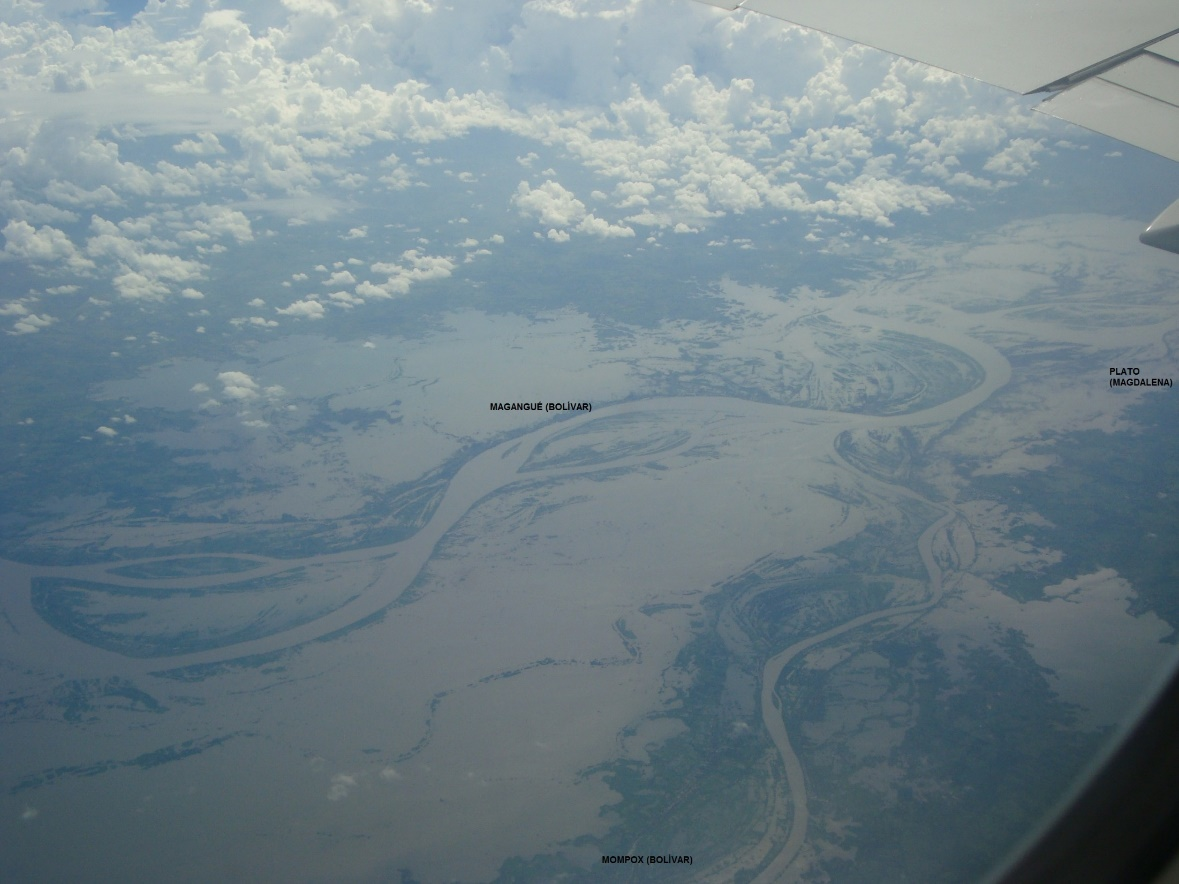 MAGANGUÉ (BOLÍVAR)
PLATO
(MAGDALENA)
MOMPOX (BOLÍVAR)